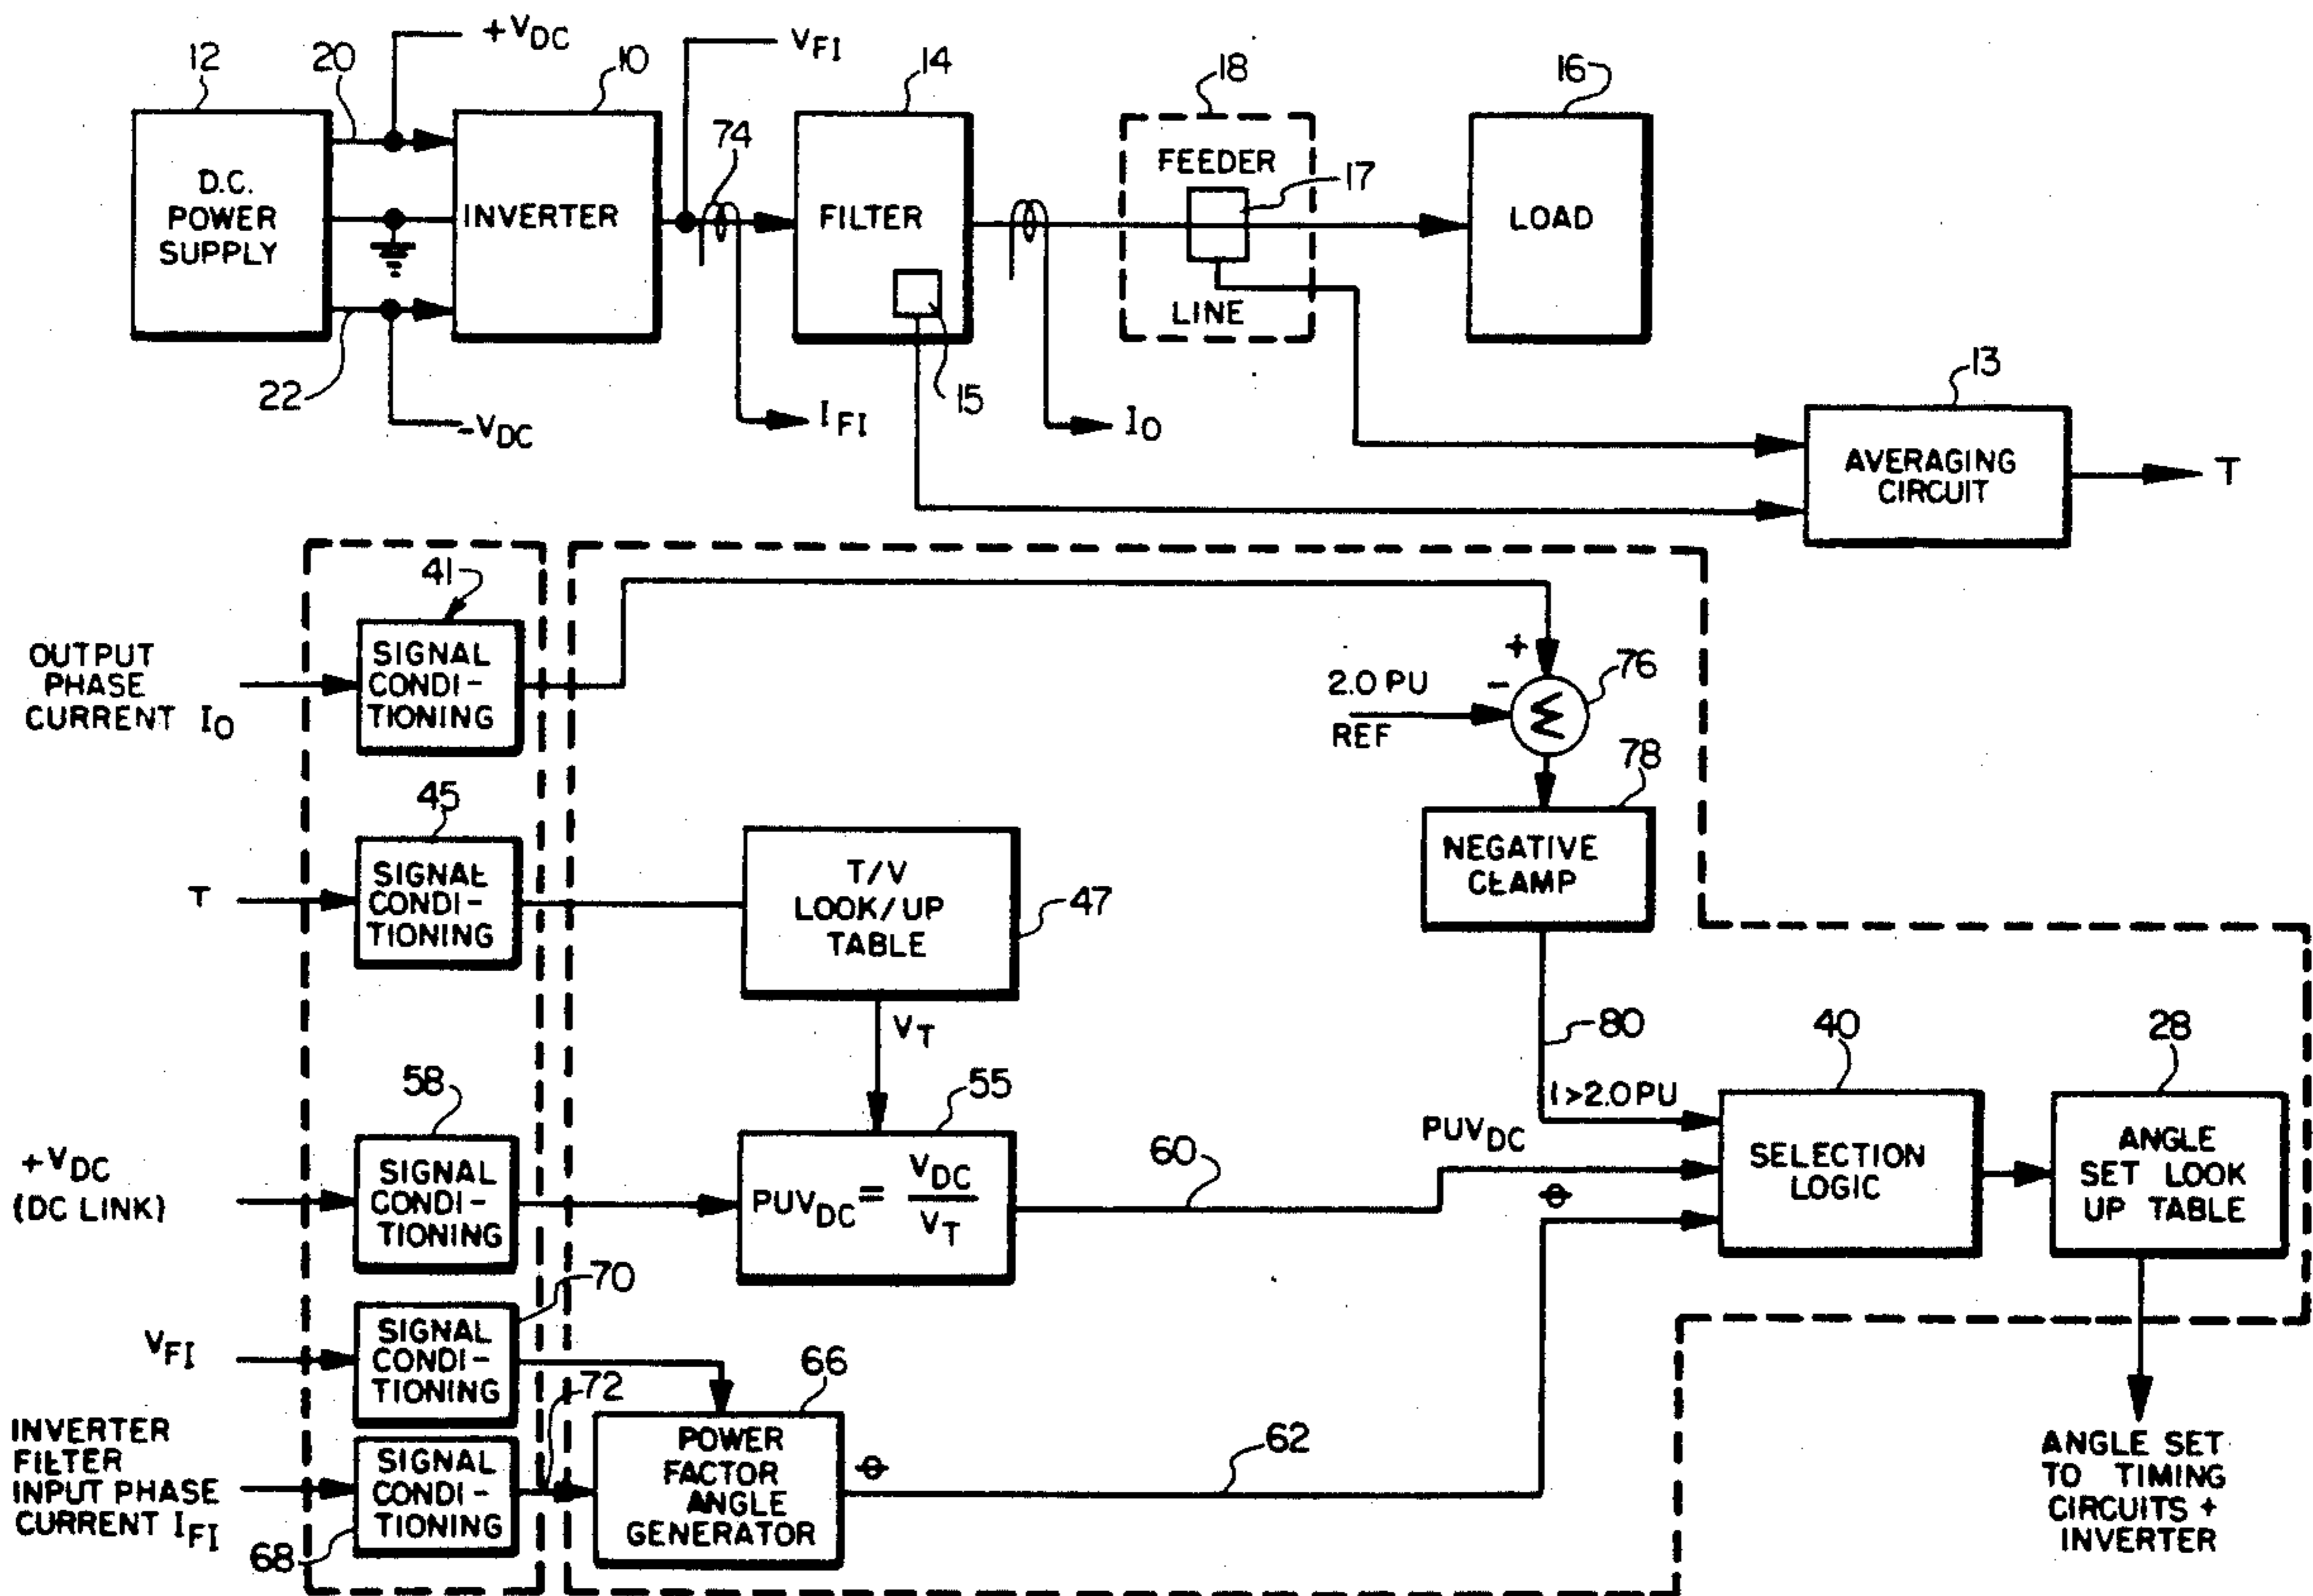 +VDC
VFI
12
20
10
14
18
16
74
D.C.
POWER
SUPPLY
INVERTER
FILTER
FEEDER
17
LINE
LOAD
22
-VDC
IFI
15
IO
13
AVERAGING
CIRCUIT
T
41
OUTPUT
PHASE
CURRENT IO
SIGNAL
CONDI-
TIONING
+
-
2.0 PU
REF
Σ
76
78
NEGATIVE
CLAMP
45
T
SIGNAL
CONDI-
TIONING
T/V
LOOK/UP
TABLE
47
VT
80
I>2.0 PU
40
28
58
+VDC
(DC LINK)
SIGNAL
CONDI-
TIONING
55
PUVDC = VDC
VT
60
PUVDC
ɵ
SELECTION
LOGIC
ANGLE
SET LOOK
UP TABLE
70
VFI
SIGNAL
CONDI-
TIONING
72
66
INVERTER
FILTER
INPUT PHASE
CURRENT IFI
68
SIGNAL
CONDI-
TIONING
POWER
FACTOR
ANGLE
GENERATOR
ɵ
62
ANGLE SET
TO TIMING
CIRCUITS +
INVERTER